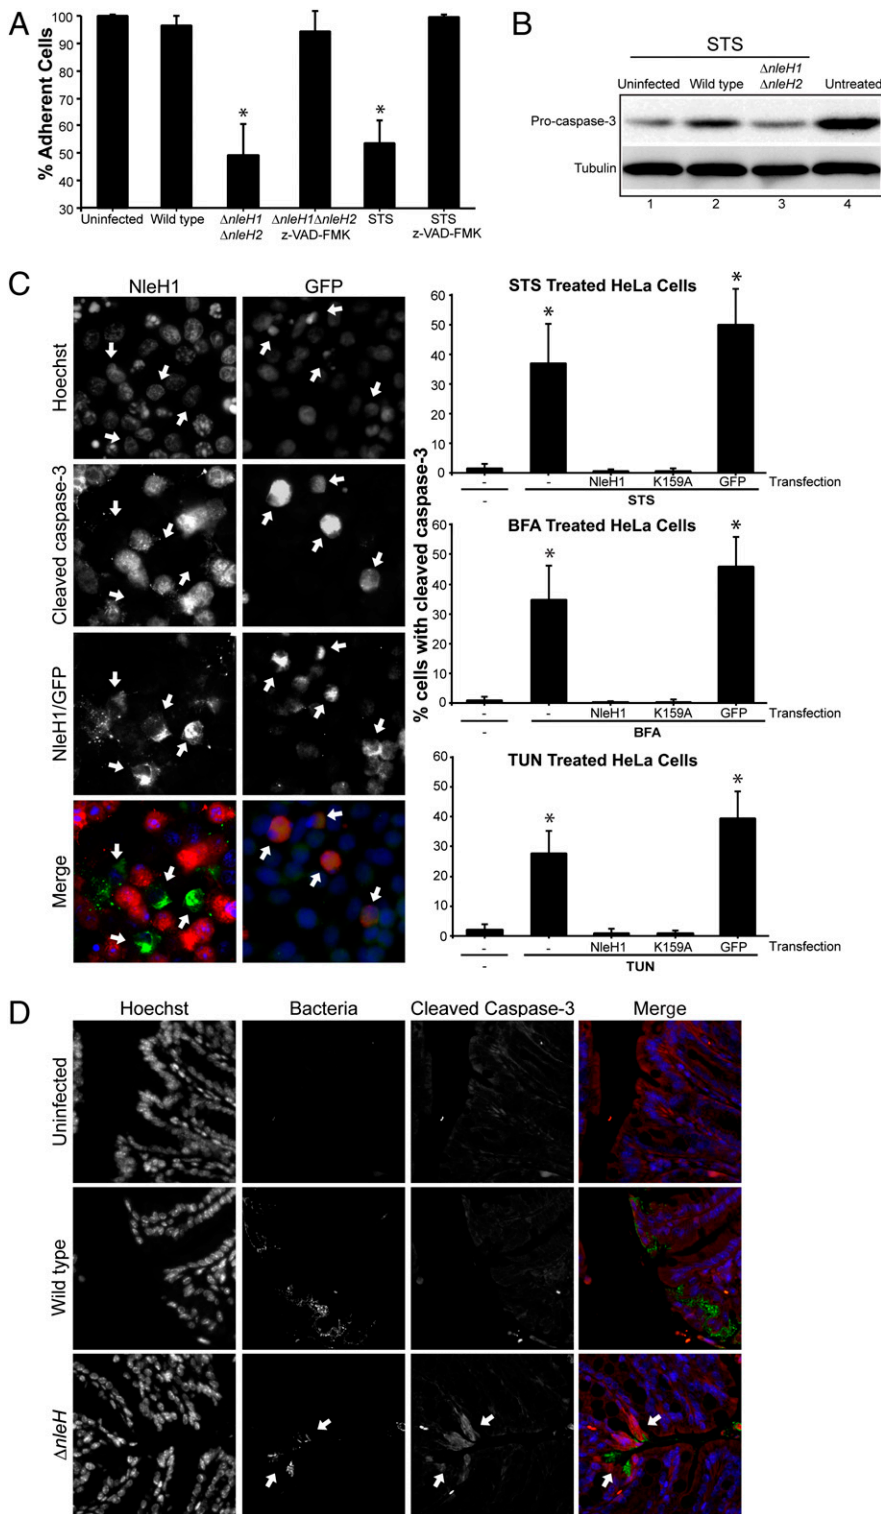 A
% Adherent Cells
100
90
80
70
60
50
40
30
*
*
Uninfected
Wild type
ΔnleH1
ΔnleH2
ΔnleH1ΔnleH2
z-VAD-FMK
STS
STS
z-VAD-FMK
B
STS
Uninfected
Wild type
ΔnleH1
ΔnleH2
Untreated
Pro-caspase-3
Tubulin
1 2 3 4
C
NleH1
GFP
Hoechst
Cleaved caspase-3
NleH1/GFP
Merge
% cells with cleaved caspase-3
STS Treated HeLa Cells
60
50
40
30
20
10
0
*
*
- - NleH1 K159A GFP Transfection
- STS
BFA Treated HeLa Cells
60
50
40
30
20
10
0
*
*
- - NleH1 K159A GFP Transfection
- BFA
TUN Treated HeLa Cells
60
50
40
30
20
10
0
*
*
- - NleH1 K159A GFP Transfection
- TUN
D
Hoechst
Bacteria
Cleaved Caspase-3
Merge
Uninfected
Wild type
ΔnleH